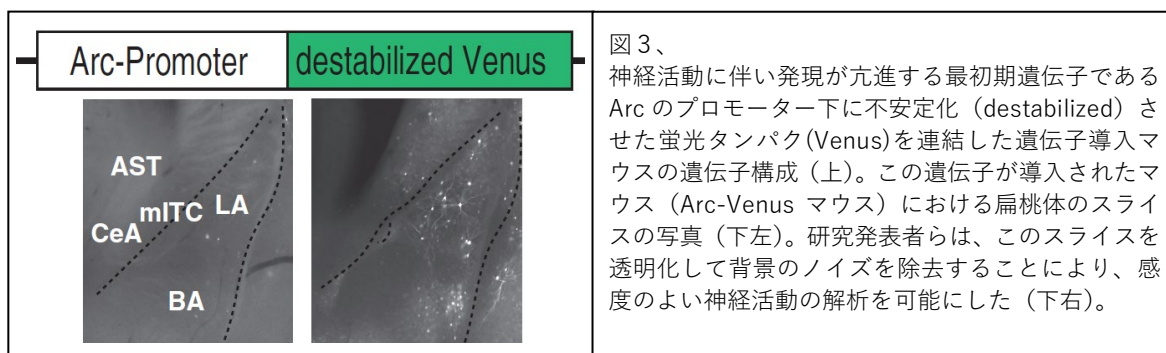 Arc-Promoter destabilized Venus
AST
mITC LA
CeA
BA
図３、
神経活動に伴い発現が亢進する最初期遺伝子である
Arc のプロモーター下に不安定化（destabilized）さ
せた蛍光タンパク(Venus)を連結した遺伝子導入マ
ウスの遺伝子構成（上）。この遺伝子が導入されたマ
ウス（Arc-Venus マウス）における扁桃体のスライ
スの写真（下左）。研究発表者らは、このスライスを
透明化して背景のノイズを除去することにより、感
度のよい神経活動の解析を可能にした（下右）。